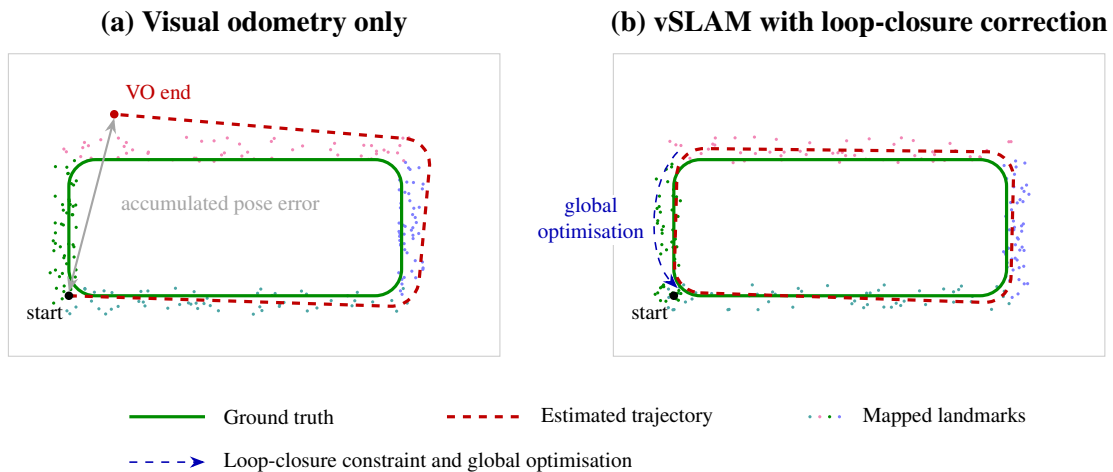 (a) Visual odometry only
(b) vSLAM with loop-closure correction
VO end
accumulated pose error
start
global
optimisation
start
Ground truth
Estimated trajectory
Mapped landmarks
Loop-closure constraint and global optimisation